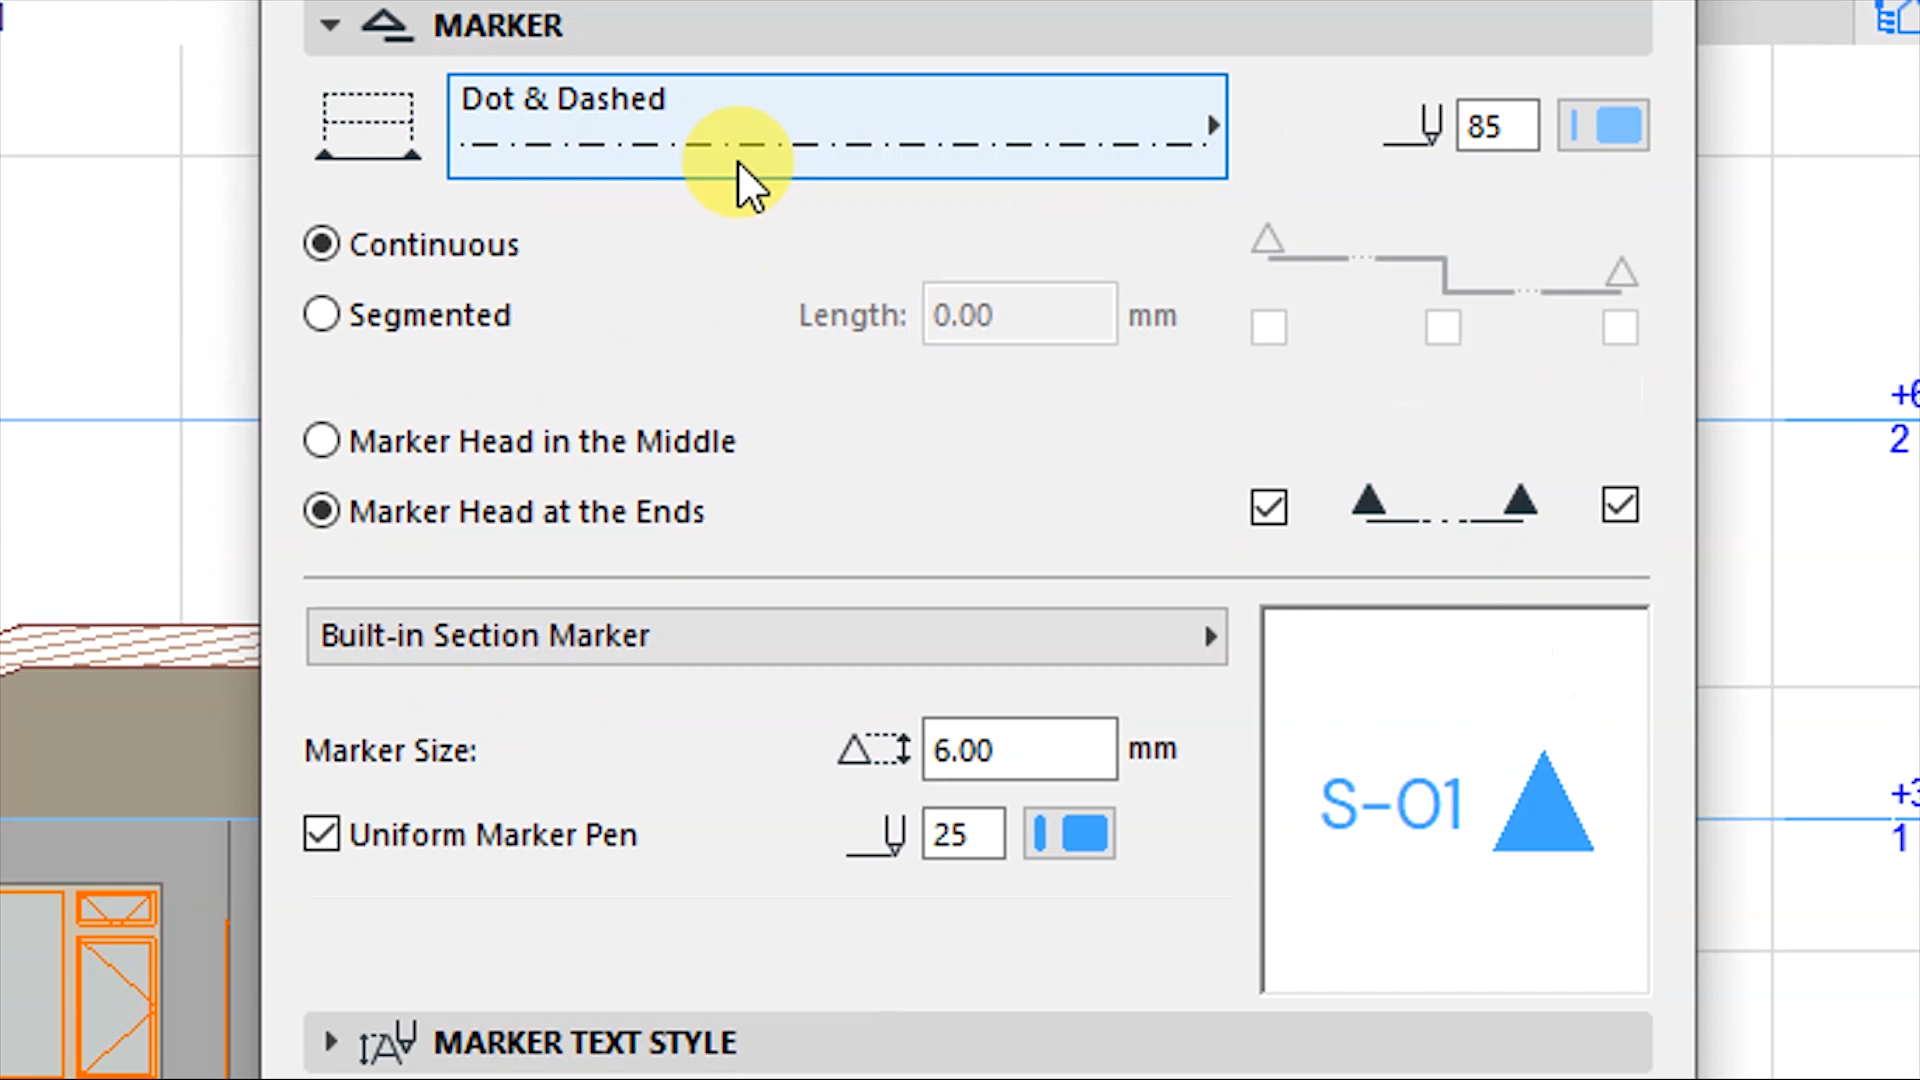 MARKER
Dot & Dashed
85
Continuous
Segmented
Length: 0.00 mm
Marker Head in the Middle
Marker Head at the Ends
Built-in Section Marker
Marker Size: 6.00 mm
Uniform Marker Pen 25
S-01
MARKER TEXT STYLE
+6
2
+3
1